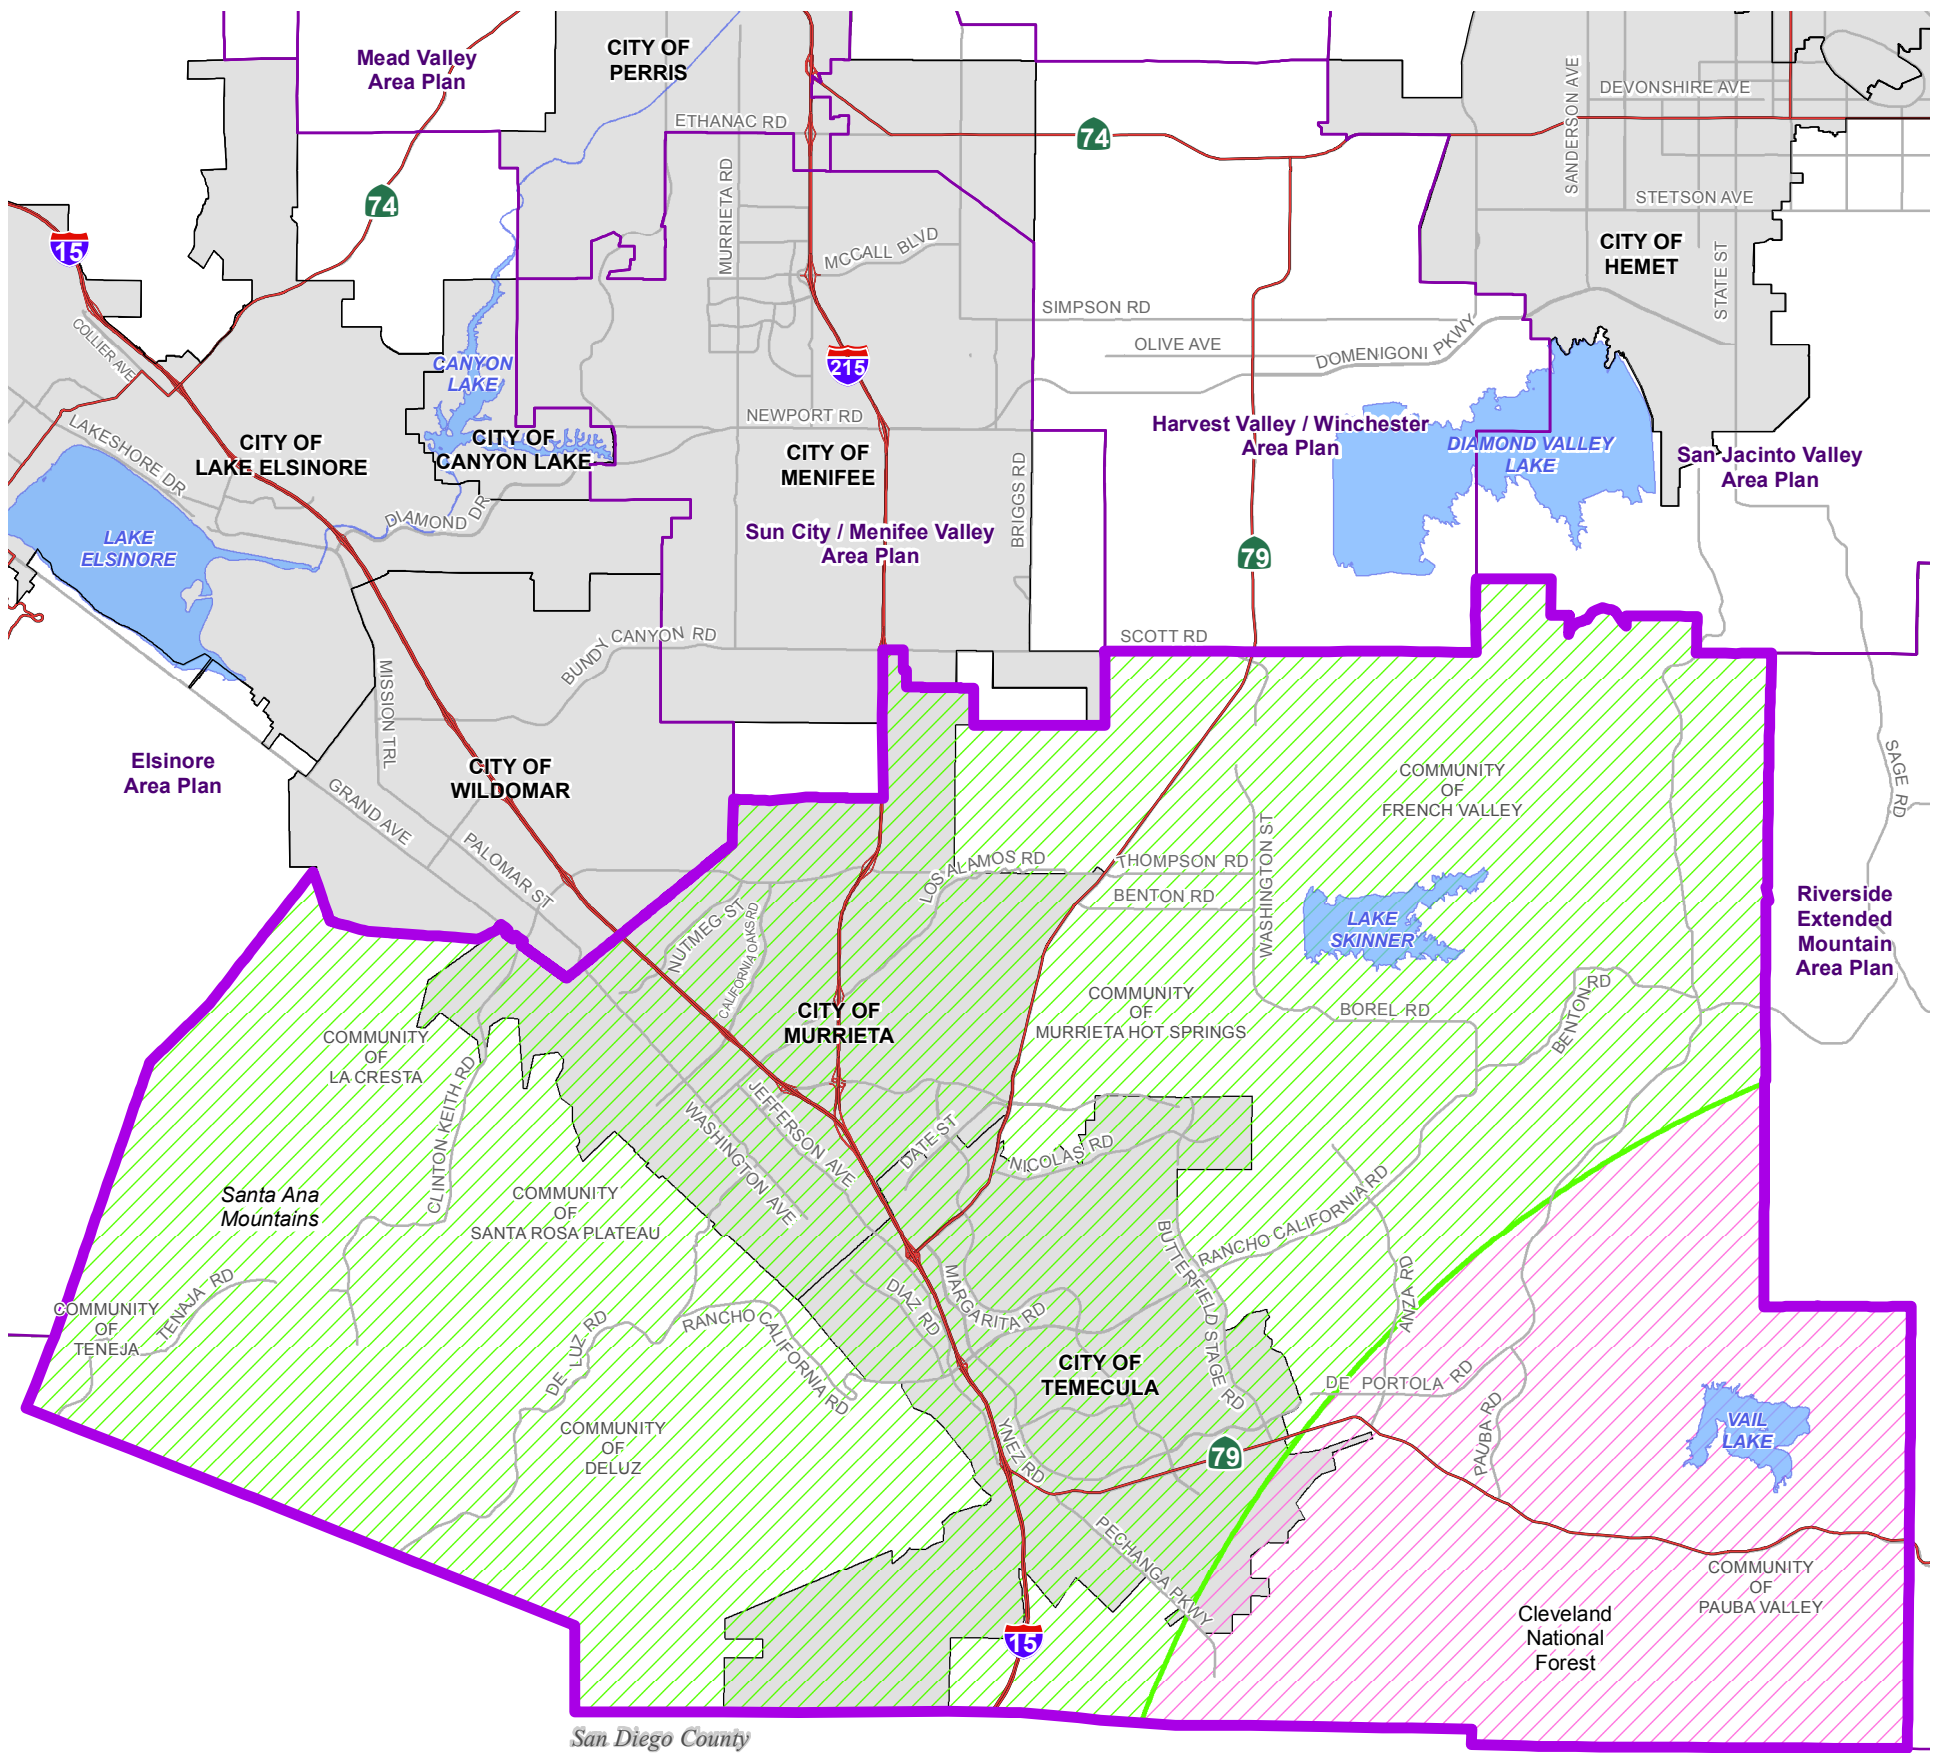 Mead Valley
Area Plan
CITY OF
PERRIS
ETHANAC RD
74
DEVONSHIRE AVE
SANDERSON AVE
74
STETSON AVE
MURRIETA RD
15
MCCALL BLVD
CITY OF
HEMET
STATE ST
COLLIER AVE
CANYON
LAKE
215
SIMPSON RD
OLIVE AVE
DOMENIGONI PKWY
NEWPORT RD
LAKESHORE DR
CITY OF
LAKE ELSINORE
CITY OF
CANYON LAKE
CITY OF
MENIFEE
Harvest Valley / Winchester
Area Plan
DIAMOND VALLEY
LAKE
San Jacinto Valley
Area Plan
BRIGGS RD
DIAMOND DR
LAKE
ELSINORE
Sun City / Menifee Valley
Area Plan
79
BUNDY CANYON RD
SCOTT RD
MISSION TRL
Elsinore
Area Plan
CITY OF
WILDOMAR
COMMUNITY
OF
FRENCH VALLEY
SAGE RD
GRAND AVE
PALOMAR ST
LOS ALAMOS RD
THOMPSON RD
BENTON RD
WASHINGTON ST
NUTMEG ST
CALIFORNIA OAKS RD
LAKE
SKINNER
Riverside
Extended
Mountain
Area Plan
CITY OF
MURRIETA
COMMUNITY
OF
MURRIETA HOT SPRINGS
BOREL RD
BENTON RD
COMMUNITY
OF
LA CRESTA
CLINTON KEITH RD
JEFFERSON AVE
WASHINGTON AVE
DATE ST
NICOLAS RD
Santa Ana
Mountains
COMMUNITY
OF
SANTA ROSA PLATEAU
RANCHO CALIFORNIA RD
BUTTERFIELD STAGE RD
ANZA RD
COMMUNITY
OF
TENEJA
TENAJA RD
DE LUZ RD
RANCHO CALIFORNIA RD
DIAZ RD
MARGARITA RD
CITY OF
TEMECULA
DE PORTOLA RD
PAUBA RD
VAIL
LAKE
COMMUNITY
OF
DELUZ
YNEZ RD
79
PECHANGA PKWY
COMMUNITY
OF
PAUBA VALLEY
Cleveland
National
Forest
15
San Diego County